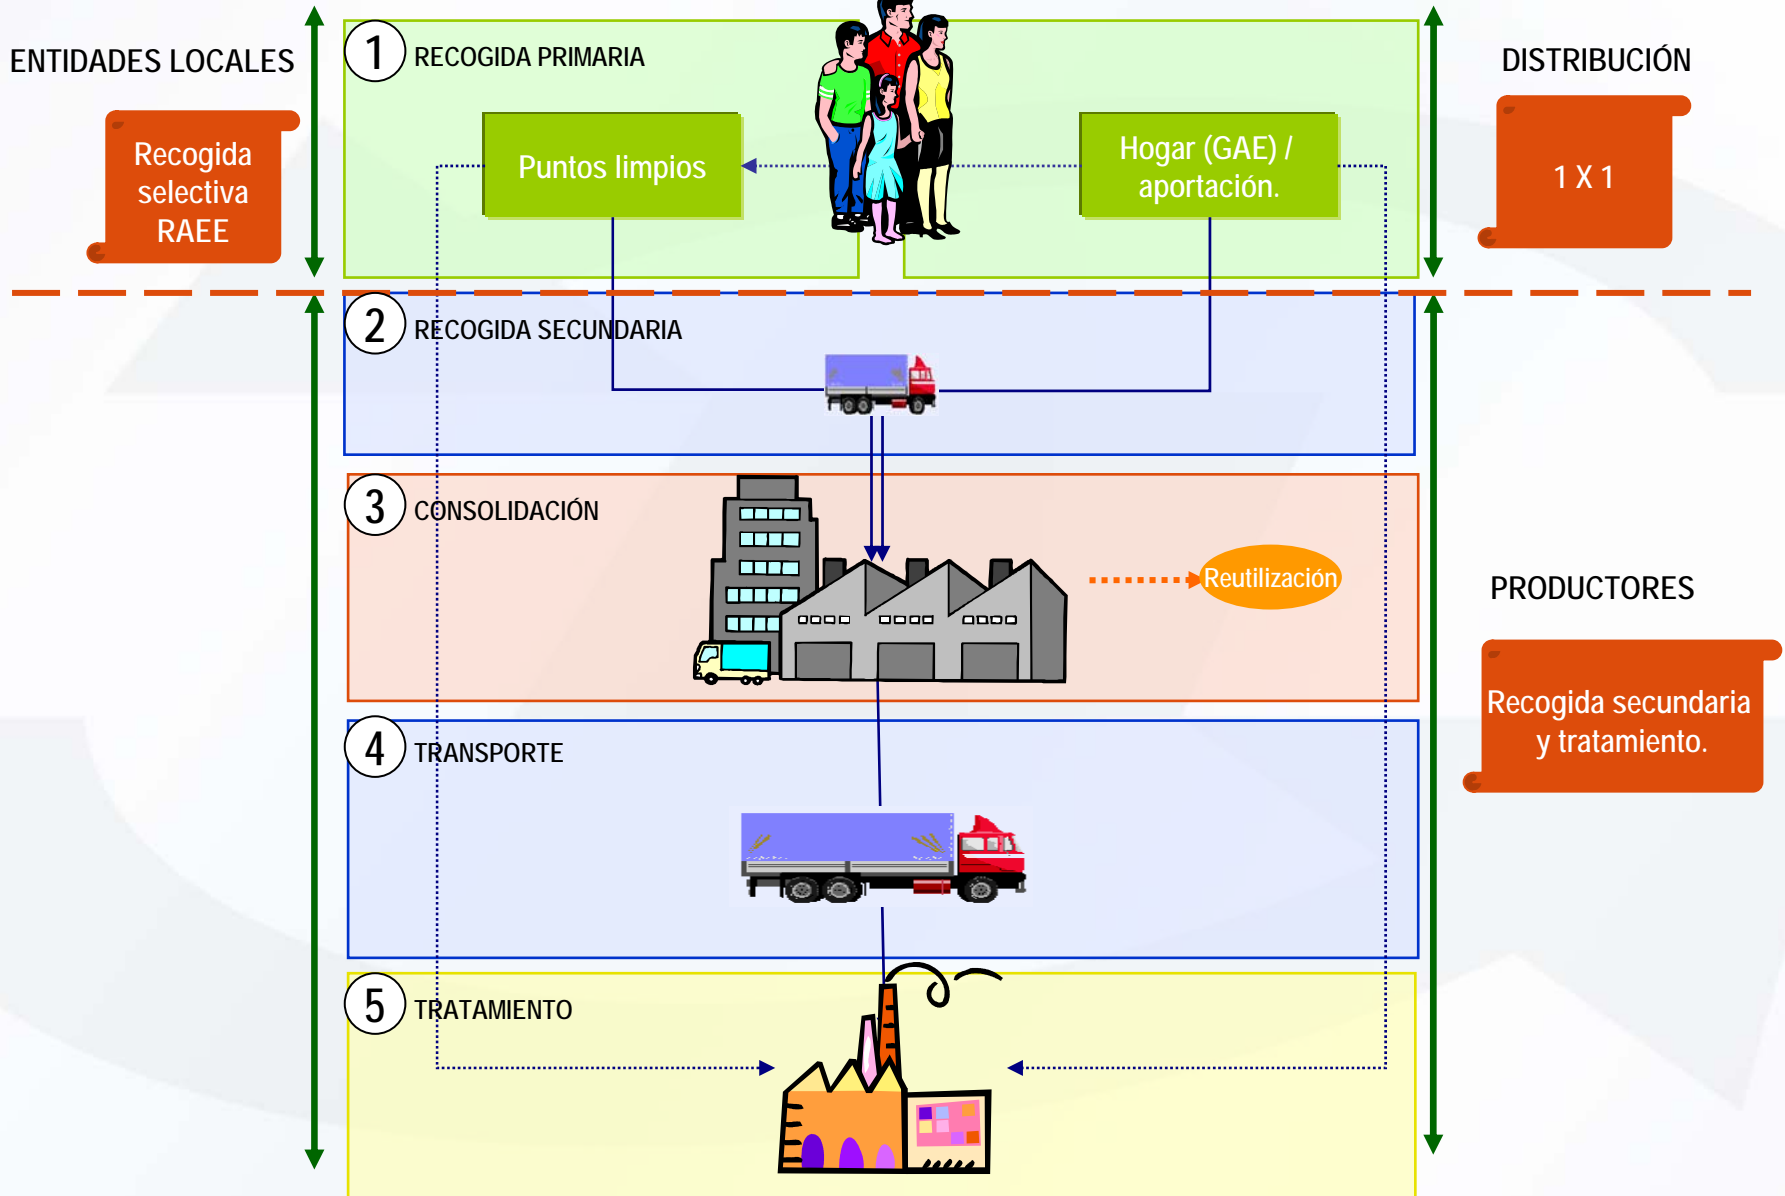 ENTIDADES LOCALES
Recogida
selectiva
RAEE
1 RECOGIDA PRIMARIA
Puntos limpios
Hogar (GAE) /
aportación.
DISTRIBUCIÓN
1 X 1
2 RECOGIDA SECUNDARIA
3 CONSOLIDACIÓN
Reutilización
PRODUCTORES
Recogida secundaria
y tratamiento.
4 TRANSPORTE
5 TRATAMIENTO